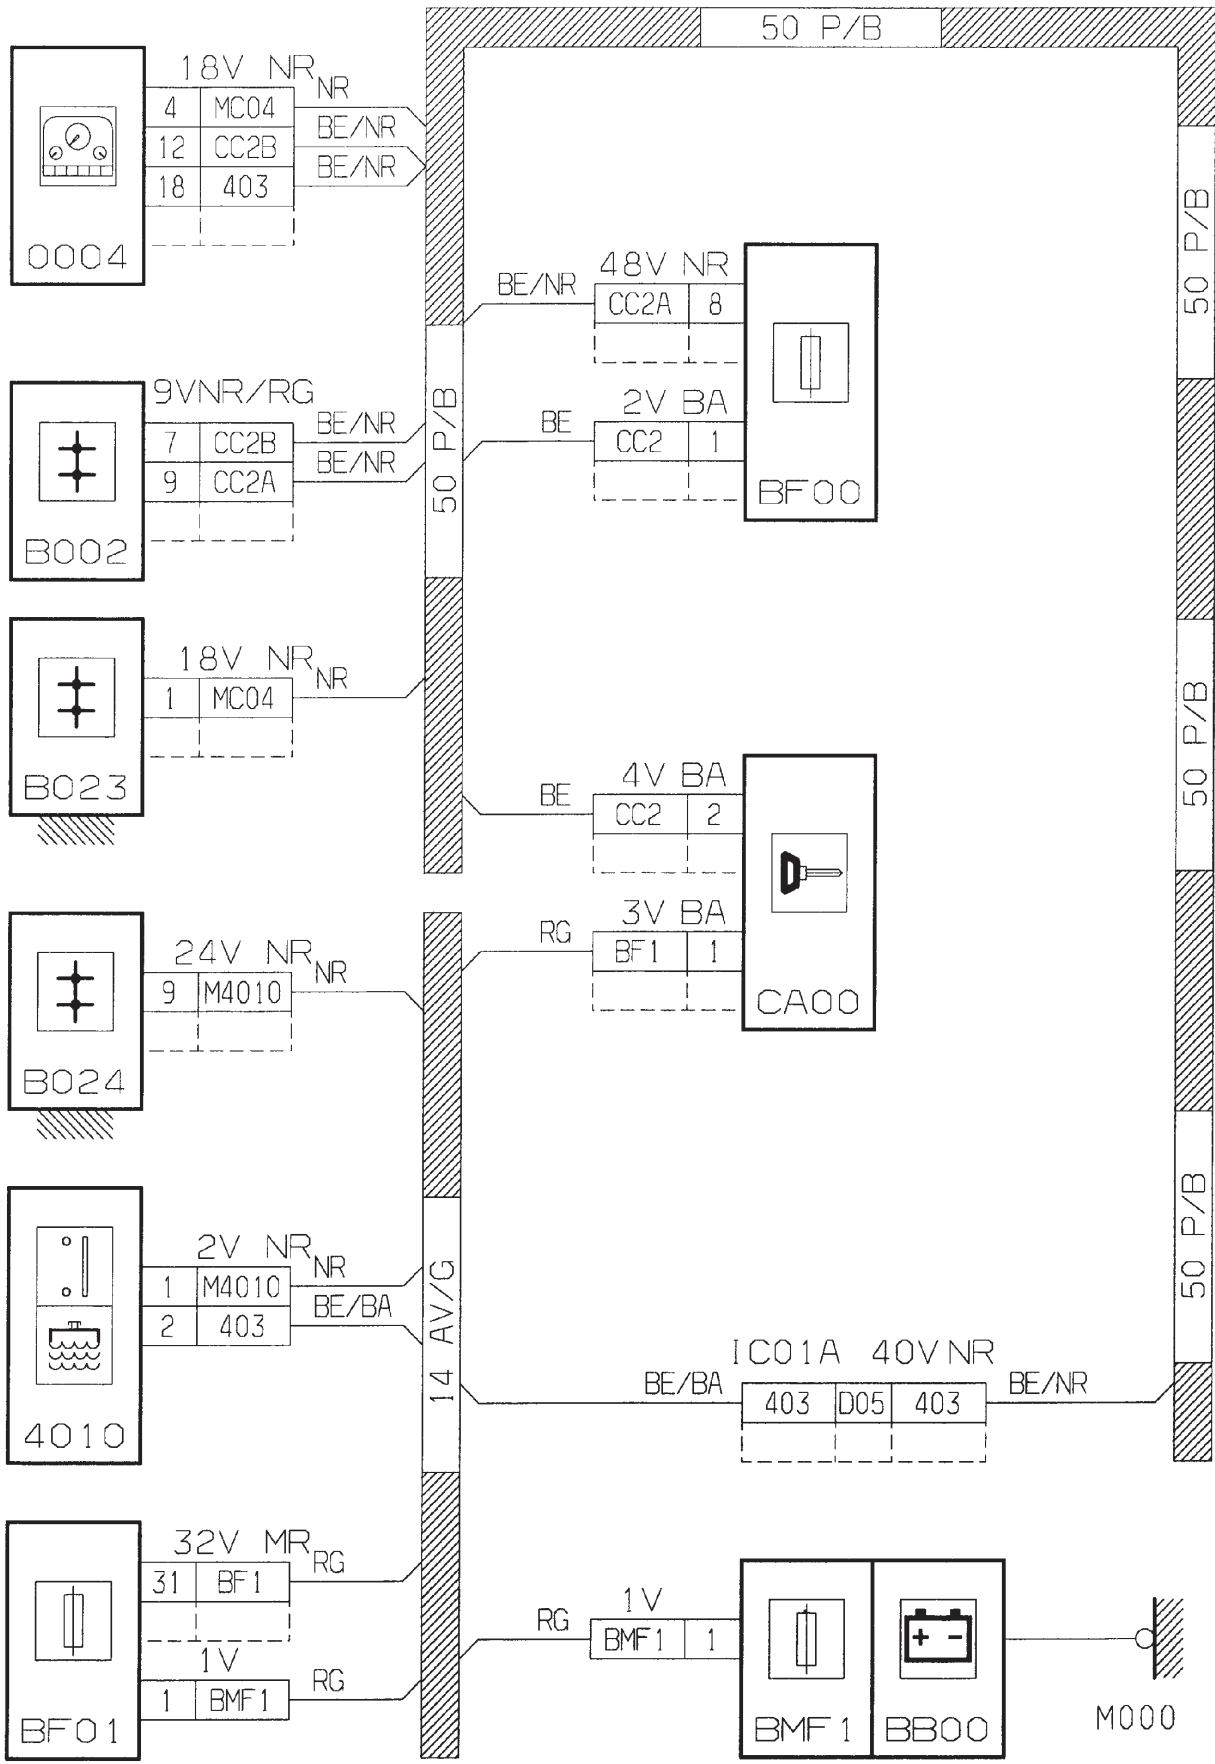 50 P/B
18V NR
NR
4 MC04
BE/NR
12 CC2B
BE/NR
18 403
0004
50 P/B
48V NR
BE/NR
CC2A 8
2V BA
BE
CC2 1
BF00
9VNR/RG
BE/NR
7 CC2B
BE/NR
9 CC2A
B002
50 P/B
18V NR
NR
1 MC04
B023
50 P/B
4V BA
BE
CC2 2
3V BA
RG
BF1 1
CA00
24V NR
NR
9 M4010
B024
2V NR
NR
1 M4010
BE/BA
2 403
4010
14 AV/G
50 P/B
IC01A 40VNR
BE/BA
403 D05 403
BE/NR
32V MR
RG
31 BF1
1V
RG
1 BMF1
BF01
1V
RG
BMF1 1
BMF1
+ -
BB00
M000